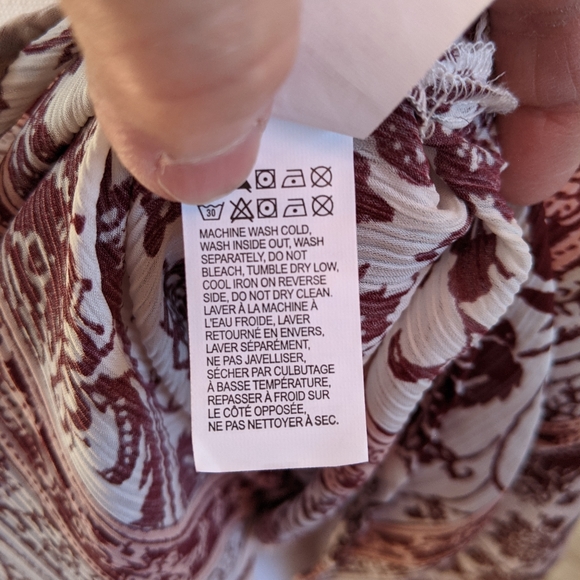 30
MACHINE WASH COLD,
WASH INSIDE OUT, WASH
SEPARATELY, DO NOT
BLEACH, TUMBLE DRY LOW,
COOL IRON ON REVERSE
SIDE, DO NOT DRY CLEAN.
LAVER À LA MACHINE À
L'EAU FROIDE, LAVER
RETOURNÉ EN ENVERS,
LAVER SÉPARÉMENT,
NE PAS JAVELLISER,
SÉCHER PAR CULBUTAGE
À BASSE TEMPÉRATURE,
REPASSER À FROID SUR
LE CÔTÉ OPPOSÉE,
NE PAS NETTOYER À SEC.